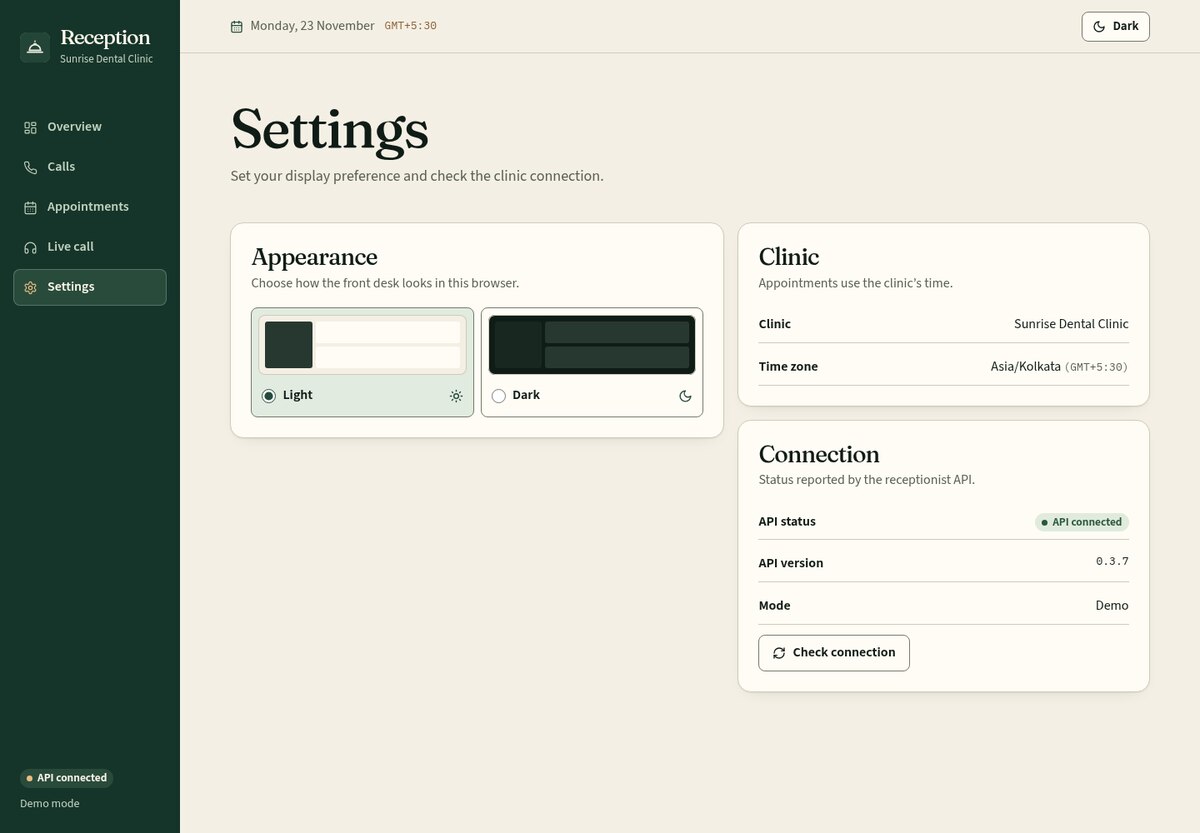 Reception
Sunrise Dental Clinic
Overview
Calls
Appointments
Live call
Settings
API connected
Demo mode
Monday, 23 November GMT+5:30
Dark
Settings
Set your display preference and check the clinic connection.
Appearance
Choose how the front desk looks in this browser.
Light
Dark
Clinic
Appointments use the clinic's time.
Clinic Sunrise Dental Clinic
Time zone Asia/Kolkata (GMT+5:30)
Connection
Status reported by the receptionist API.
API status API connected
API version 0.3.7
Mode Demo
Check connection